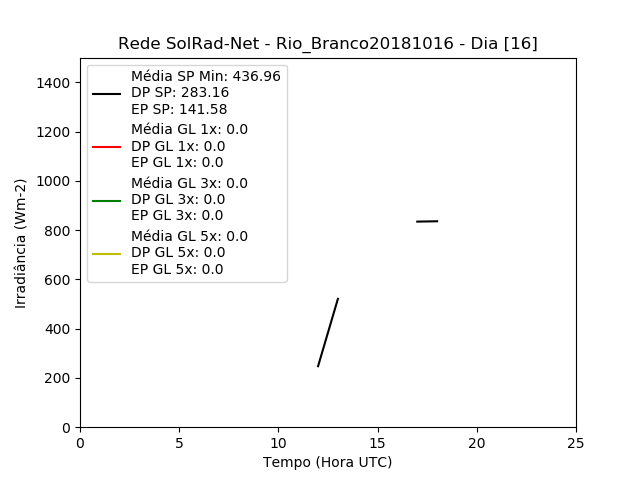 Rede SolRad-Net - Rio_Branco20181016 - Dia [16]
Média SP Min: 436.96
DP SP: 283.16
EP SP: 141.58
Média GL 1x: 0.0
DP GL 1x: 0.0
EP GL 1x: 0.0
Média GL 3x: 0.0
DP GL 3x: 0.0
EP GL 3x: 0.0
Média GL 5x: 0.0
DP GL 5x: 0.0
EP GL 5x: 0.0
Irradiância (Wm-2)
1400
1200
1000
800
600
400
200
0
0 5 10 15 20 25
Tempo (Hora UTC)